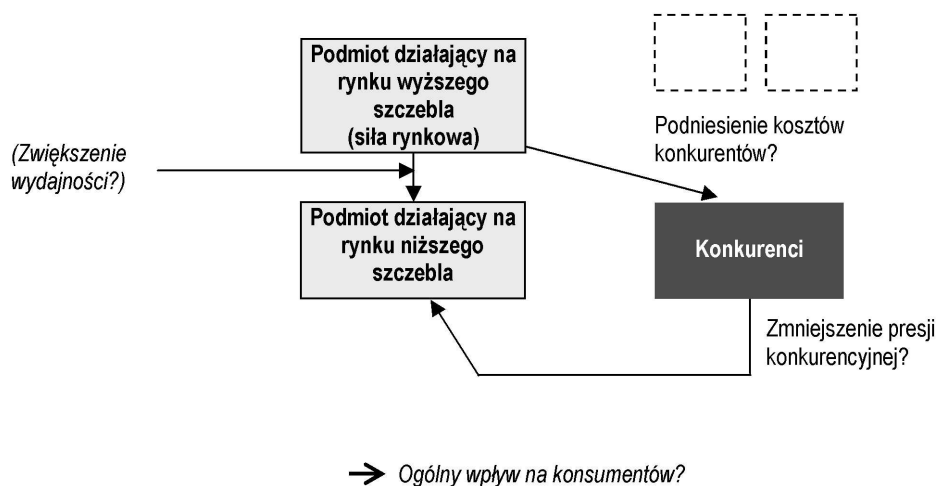 Podmiot działający na
rynku wyższego
szczebla
(siła rynkowa)
Podniesienie kosztów
konkurentów?
(Zwiększenie
wydajności?)
Podmiot działający na
rynku niższego
szczebla
Konkurenci
Zmniejszenie presji
konkurencyjnej?
Ogólny wpływ na konsumentów?